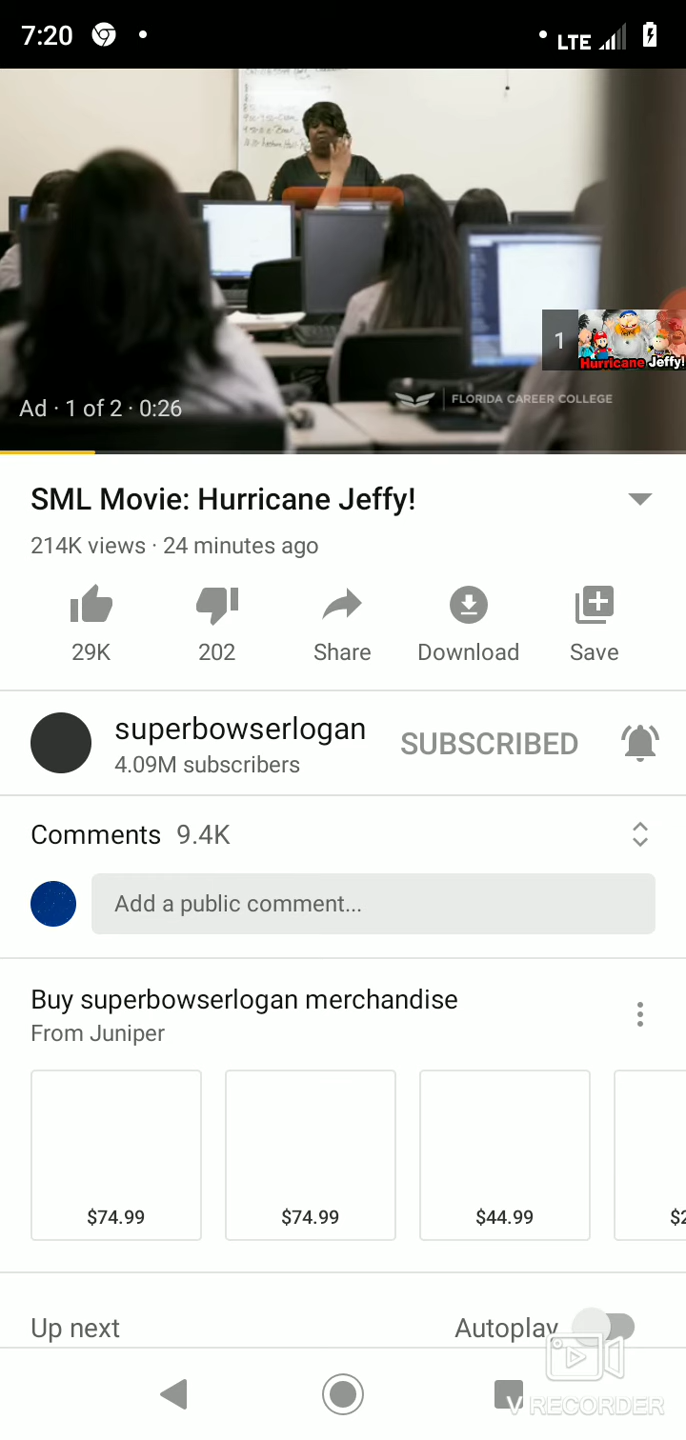 7:20
LTE
1
Hurricane Jeffy!
Ad · 1 of 2 · 0:26
FLORIDA CAREER COLLEGE
SML Movie: Hurricane Jeffy!
214K views · 24 minutes ago
29K
202
Share
Download
Save
superbowserlogan
SUBSCRIBED
4.09M subscribers
Comments 9.4K
Add a public comment...
Buy superbowserlogan merchandise
From Juniper
$74.99
$74.99
$44.99
Up next
Autoplay
V RECORDER